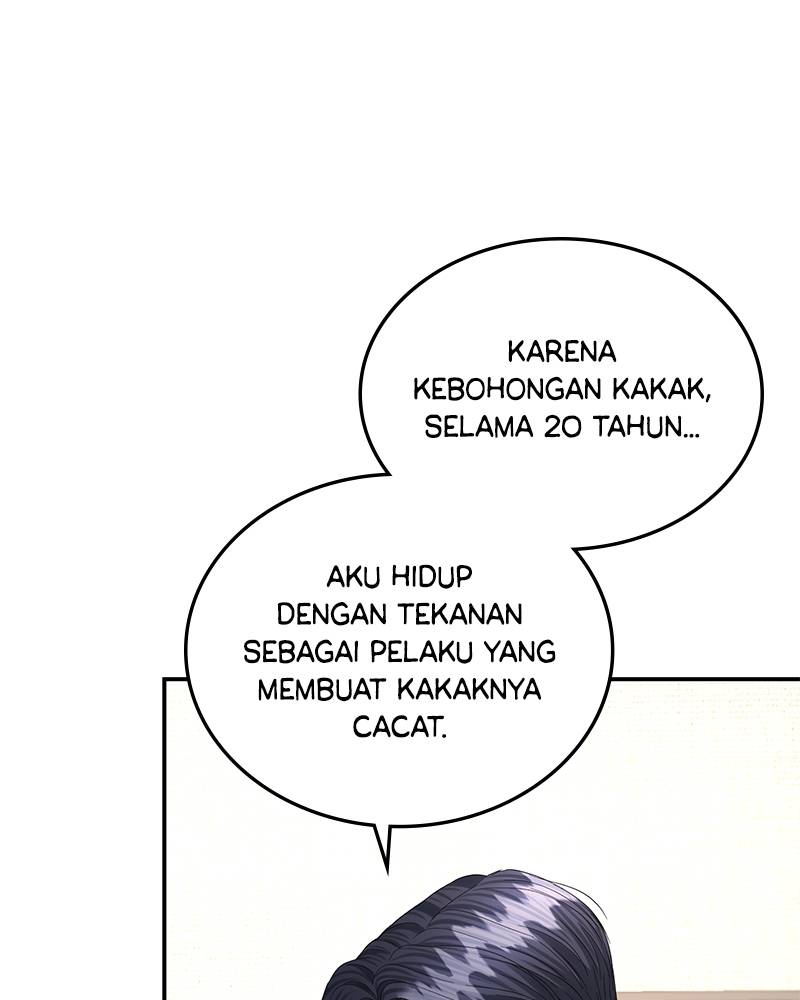 KARENA
KEBOHONGAN KAKAK,
SELAMA 20 TAHUN...
AKU HIDUP
DENGAN TEKANAN
SEBAGAI PELAKU YANG
MEMBUAT KAKAKNYA
CACAT.